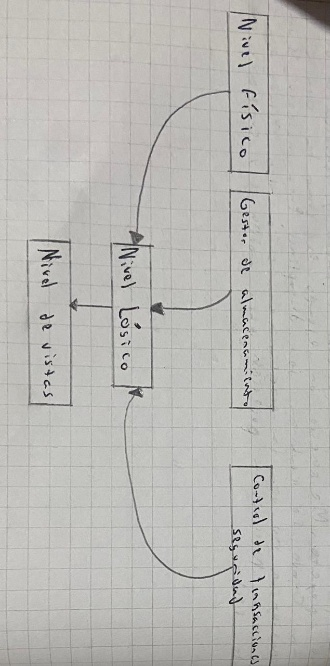 Nivel Físico
Gestor de almacenamiento
Control de transacciones
seguridad
Nivel Lógico
Nivel de vistas